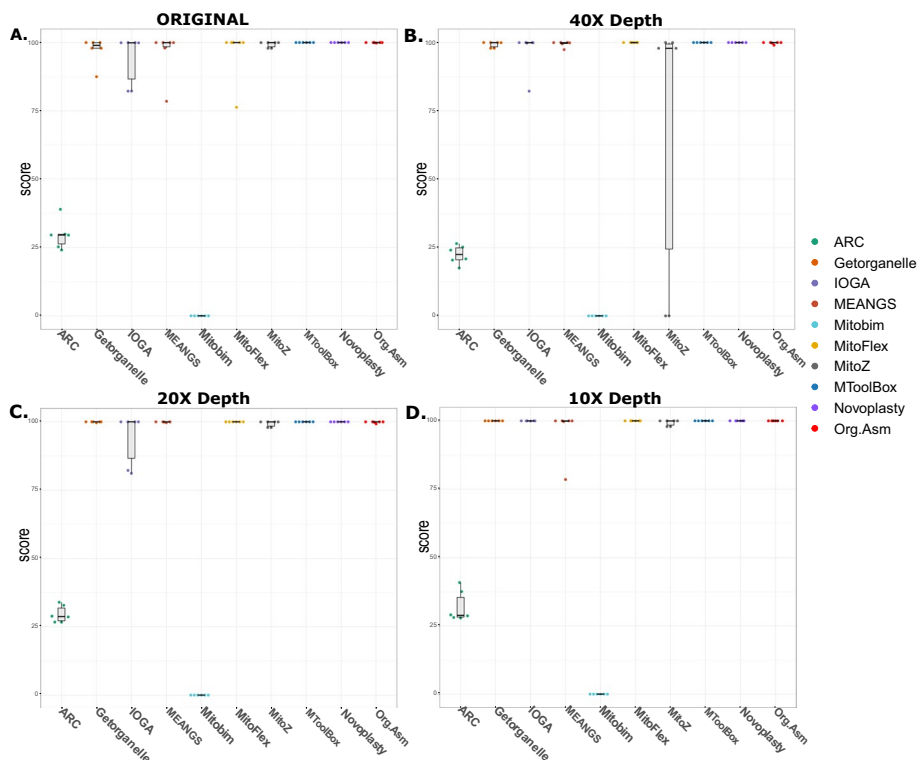 ORIGINAL
A.
100
75
50
25
0
score
ARC
Getorganelle
IOGA
MEANGS
Mitobim
MitoFlex
MitoZ
MToolBox
Novoplasty
Org.Asm
40X Depth
B.
100
75
50
25
0
score
ARC
Getorganelle
IOGA
MEANGS
Mitobim
MitoFlex
MitoZ
MToolBox
Novoplasty
Org.Asm
ARC
Getorganelle
IOGA
MEANGS
Mitobim
MitoFlex
MitoZ
MToolBox
Novoplasty
Org.Asm
20X Depth
C.
100
75
50
25
0
score
ARC
Getorganelle
IOGA
MEANGS
Mitobim
MitoFlex
MitoZ
MToolBox
Novoplasty
Org.Asm
10X Depth
D.
100
75
50
25
0
score
ARC
Getorganelle
IOGA
MEANGS
Mitobim
MitoFlex
MitoZ
MToolBox
Novoplasty
Org.Asm